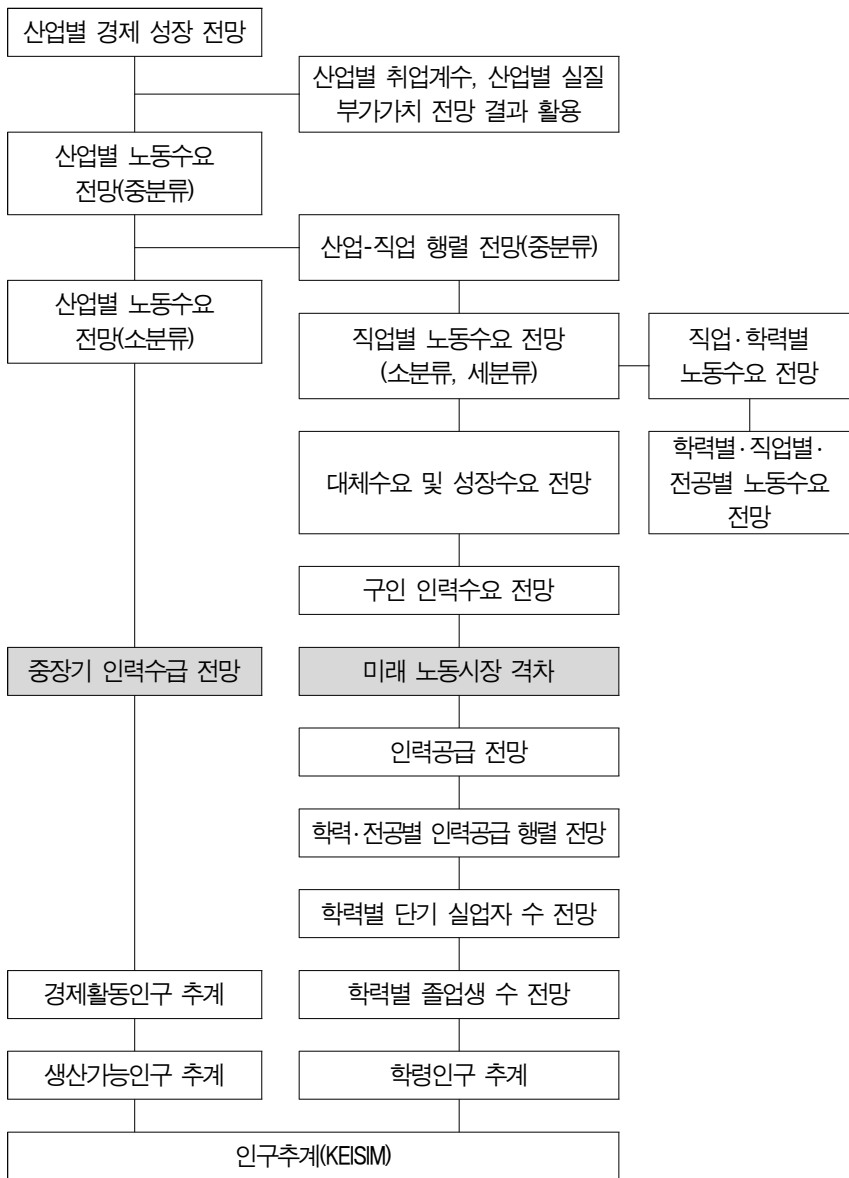 산업별 경제 성장 전망
산업별 취업계수, 산업별 실질
부가가치 전망 결과 활용
산업별 노동수요
전망(중분류)
산업-직업 행렬 전망(중분류)
산업별 노동수요
전망(소분류)
직업별 노동수요 전망
(소분류, 세분류)
직업·학력별
노동수요 전망
대체수요 및 성장수요 전망
학력별·직업별·
전공별 노동수요
전망
구인 인력수요 전망
중장기 인력수급 전망
미래 노동시장 격차
인력공급 전망
학력·전공별 인력공급 행렬 전망
학력별 단기 실업자 수 전망
경제활동인구 추계
학력별 졸업생 수 전망
생산가능인구 추계
학령인구 추계
인구추계(KEISIM)